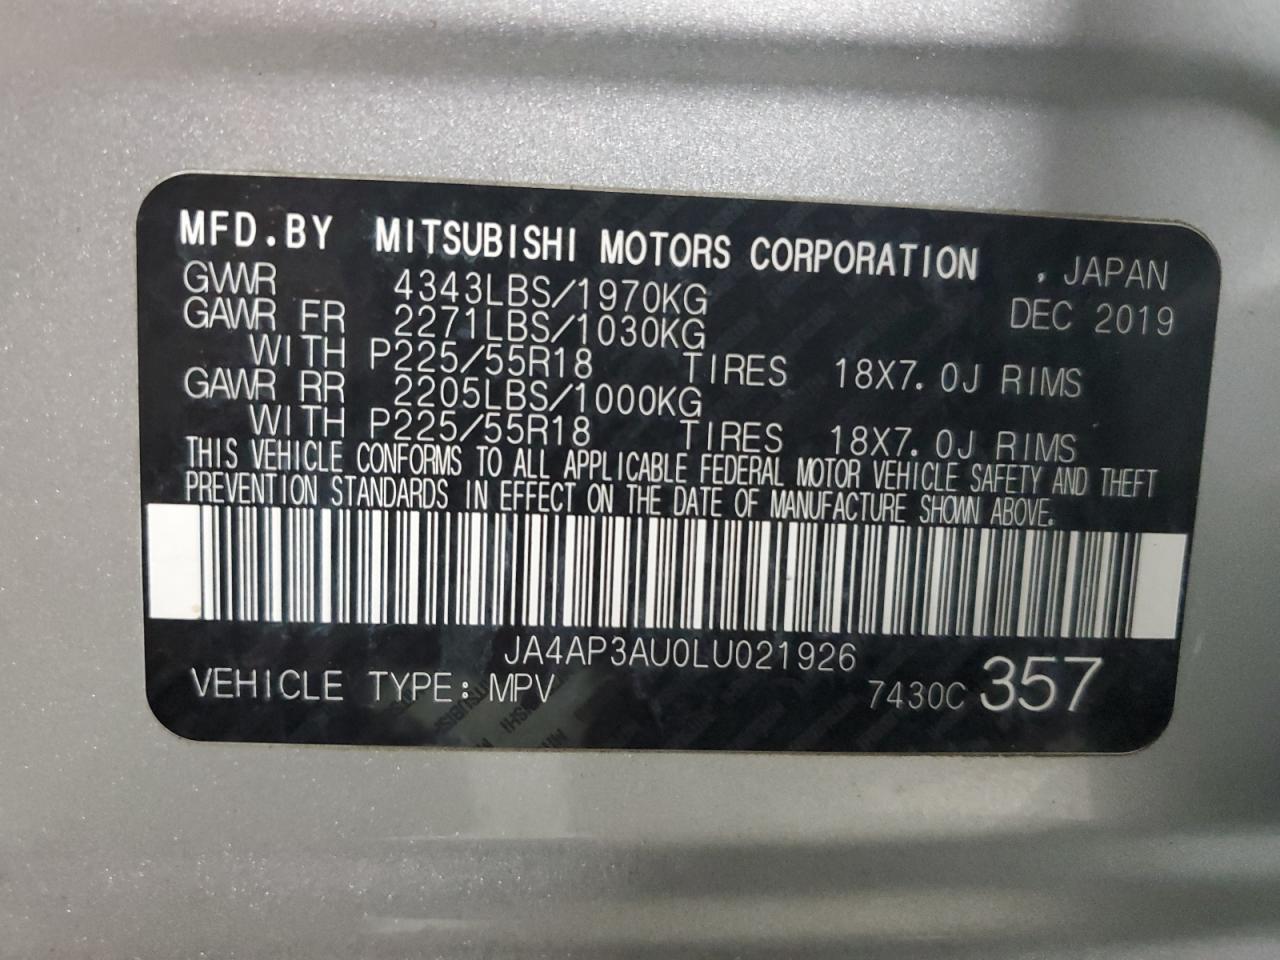 MFD.BY MITSUBISHI MOTORS CORPORATION , JAPAN
GVWR 4343LBS/1970KG DEC 2019
GAWR FR 2271LBS/1030KG
WITH P225/55R18 TIRES 18X7.0J RIMS
GAWR RR 2205LBS/1000KG
WITH P225/55R18 TIRES 18X7.0J RIMS
THIS VEHICLE CONFORMS TO ALL APPLICABLE FEDERAL MOTOR VEHICLE SAFETY AND THEFT
PREVENTION STANDARDS IN EFFECT ON THE DATE OF MANUFACTURE SHOWN ABOVE.
JA4AP3AU0LU021926
VEHICLE TYPE: MPV 7430C 357